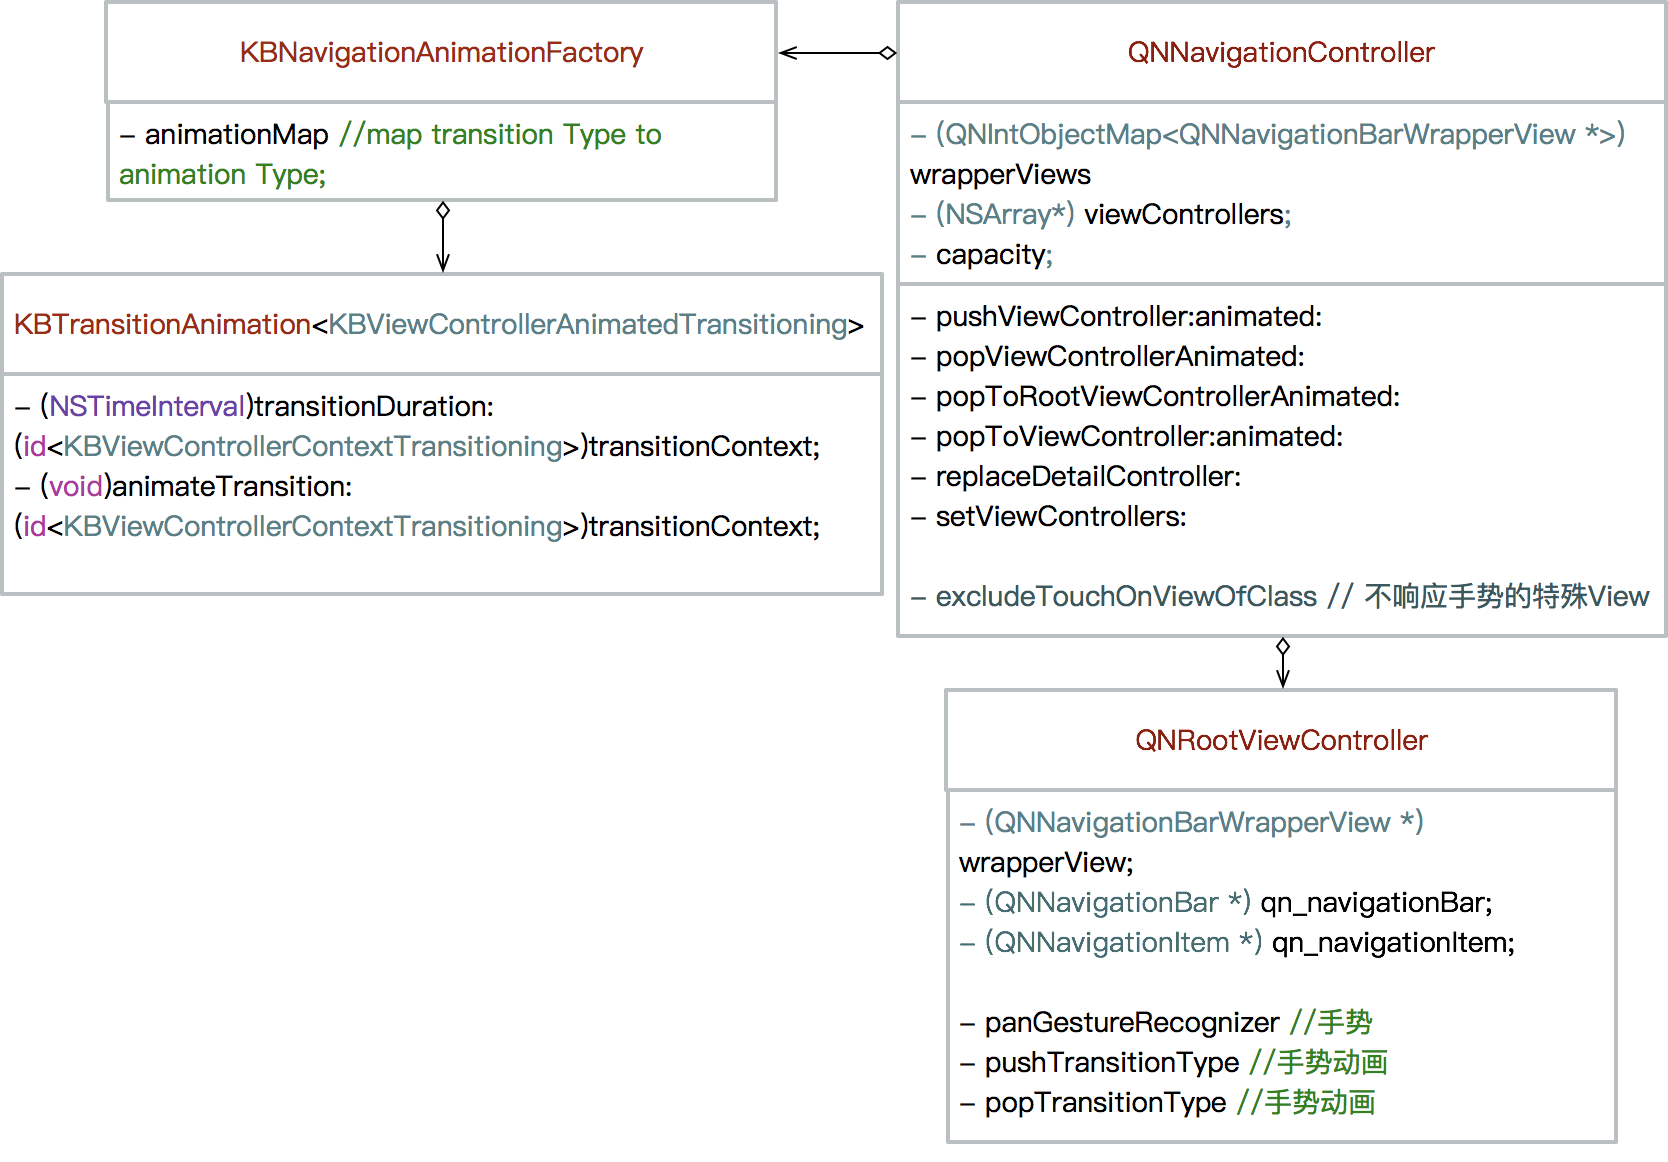 KBNavigationAnimationFactory
– animationMap //map transition Type to
animation Type;
KBTransitionAnimation<KBViewControllerAnimatedTransitioning>
– (NSTimeInterval)transitionDuration:
(id<KBViewControllerContextTransitioning>)transitionContext;
– (void)animateTransition:
(id<KBViewControllerContextTransitioning>)transitionContext;
QNNavigationController
– (QNIntObjectMap<QNNavigationBarWrapperView *>)
wrapperViews
– (NSArray*) viewControllers;
– capacity;
– pushViewController:animated:
– popViewControllerAnimated:
– popToRootViewControllerAnimated:
– popToViewController:animated:
– replaceDetailController:
– setViewControllers:
– excludeTouchOnViewOfClass // 不响应手势的特殊View
QNRootViewController
– (QNNavigationBarWrapperView *)
wrapperView;
– (QNNavigationBar *) qn_navigationBar;
– (QNNavigationItem *) qn_navigationItem;
– panGestureRecognizer //手势
– pushTransitionType //手势动画
– popTransitionType //手势动画